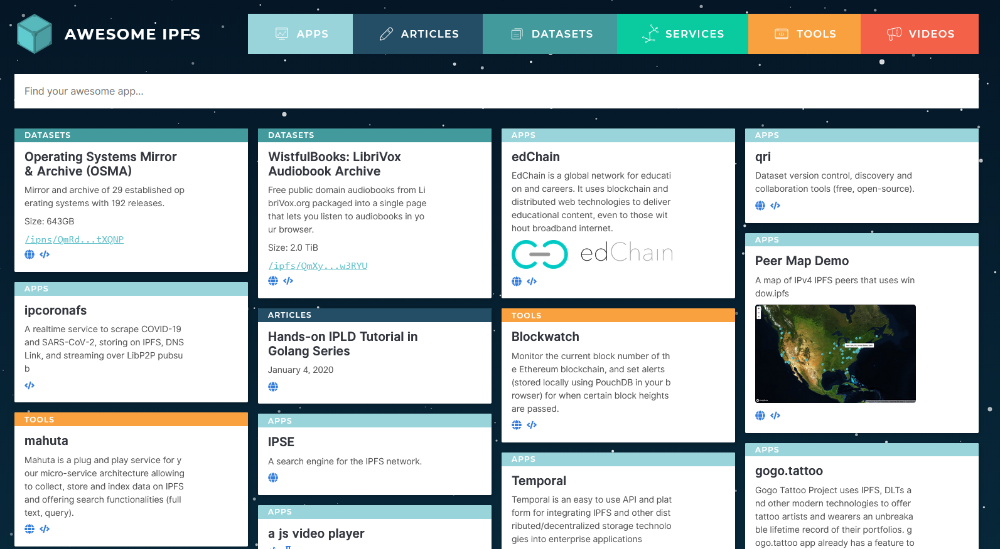 AWESOME IPFS
APPS
ARTICLES
DATASETS
SERVICES
TOOLS
VIDEOS
Find your awesome app...
DATASETS
Operating Systems Mirror
& Archive (OSMA)
Mirror and archive of 29 established op
erating systems with 192 releases.
Size: 643GB
/ipns/QmRd...tXQNP
APPS
ipcoronafs
A realtime service to scrape COVID-19
and SARS-CoV-2, storing on IPFS, DNS
Link, and streaming over LibP2P pubsu
b
TOOLS
mahuta
Mahuta is a plug and play service for y
our micro-service architecture allowing
to collect, store and index data on IPFS
and offering search functionalities (full
text, query).
DATASETS
WistfulBooks: LibriVox
Audiobook Archive
Free public domain audiobooks from Li
briVox.org packaged into a single page
that lets you listen to audiobooks in yo
ur browser.
Size: 2.0 TiB
/ipfs/QmXy...w3RYU
ARTICLES
Hands-on IPLD Tutorial in
Golang Series
January 4, 2020
APPS
IPSE
A search engine for the IPFS network.
APPS
a js video player
APPS
edChain
EdChain is a global network for educati
on and careers. It uses blockchain and
distributed web technologies to deliver
educational content, even to those wit
hout broadband internet.
edChain
TOOLS
Blockwatch
Monitor the current block number of th
e Ethereum blockchain, and set alerts
(stored locally using PouchDB in your b
rowser) for when certain block heights
are passed.
APPS
Temporal
Temporal is an easy to use API and plat
form for integrating IPFS and other dist
ributed/decentralized storage technolo
gies into enterprise applications
APPS
qri
Dataset version control, discovery and
collaboration tools (free, open-source).
APPS
Peer Map Demo
A map of IPv4 IPFS peers that uses win
dow.ipfs
APPS
gogo.tattoo
Gogo Tattoo Project uses IPFS, DLTs a
nd other modern technologies to offer
tattoo artists and wearers an unbreaka
ble lifetime record of their portfolios. g
ogo.tattoo app already has a feature to